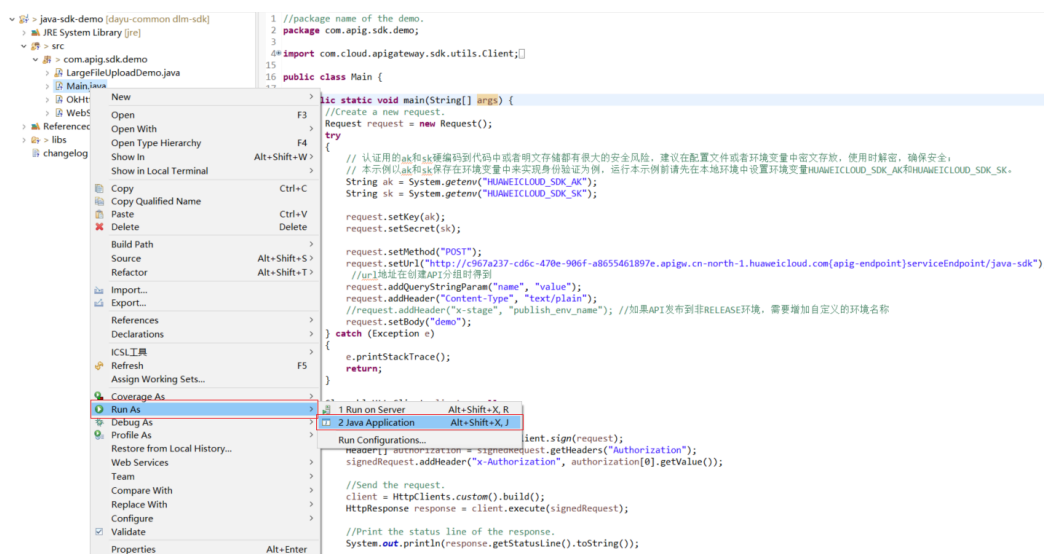 java-sdk-demo [dayu-common dlm-sdk]
JRE System Library [jre]
src
com.apig.sdk.demo
LargeFileUploadDemo.java
Main.java
OkHt
WebS
Referenced
libs
changelog
New
Open F3
Open With
Open Type Hierarchy F4
Show In Alt+Shift+W
Show in Local Terminal
Copy Ctrl+C
Copy Qualified Name
Paste Ctrl+V
Delete Delete
Build Path
Source Alt+Shift+S
Refactor Alt+Shift+T
Import...
Export...
References
Declarations
ICSL工具
Refresh F5
Assign Working Sets...
Coverage As
Run As
Debug As
Profile As
Restore from Local History...
Web Services
Team
Compare With
Replace With
Configure
Validate
Properties Alt+Enter
1 Run on Server Alt+Shift+X, R
2 Java Application Alt+Shift+X, J
Run Configurations...
1 //package name of the demo.
2 package com.apig.sdk.demo;
3
4 import com.cloud.apigateway.sdk.utils.Client;
15
16 public class Main {
17
lic static void main(String[] args) {
//Create a new request.
Request request = new Request();
try
{
// 认证用的ak和sk硬编码到代码中或者明文存储都有很大的安全风险，建议在配置文件或者环境变量中密文存放，使用时解密，确保安全；
// 本示例以ak和sk保存在环境变量中来实现身份验证为例，运行本示例前请先在本地环境中设置环境变量HUAWEICLOUD_SDK_AK和HUAWEICLOUD_SDK_SK。
String ak = System.getenv("HUAWEICLOUD_SDK_AK");
String sk = System.getenv("HUAWEICLOUD_SDK_SK");
request.setKey(ak);
request.setSecret(sk);
request.setMethod("POST");
request.setUrl("http://c967a237-cd6c-470e-906f-a8655461897e.apigw.cn-north-1.huaweicloud.com{apig-endpoint}serviceEndpoint/java-sdk")
//url地址在创建API分组时得到
request.addQueryStringParam("name", "value");
request.addHeader("Content-Type", "text/plain");
//request.addHeader("x-stage", "publish_env_name"); //如果API发布到非RELEASE环境，需要增加自定义的环境名称
request.setBody("demo");
} catch (Exception e)
{
e.printStackTrace();
return;
}
ient.sign(request);
Header[] authorization = signedRequest.getHeaders("Authorization");
signedRequest.addHeader("x-Authorization", authorization[0].getValue());
//Send the request.
client = HttpClients.custom().build();
HttpResponse response = client.execute(signedRequest);
//Print the status line of the response.
System.out.println(response.getStatusLine().toString());